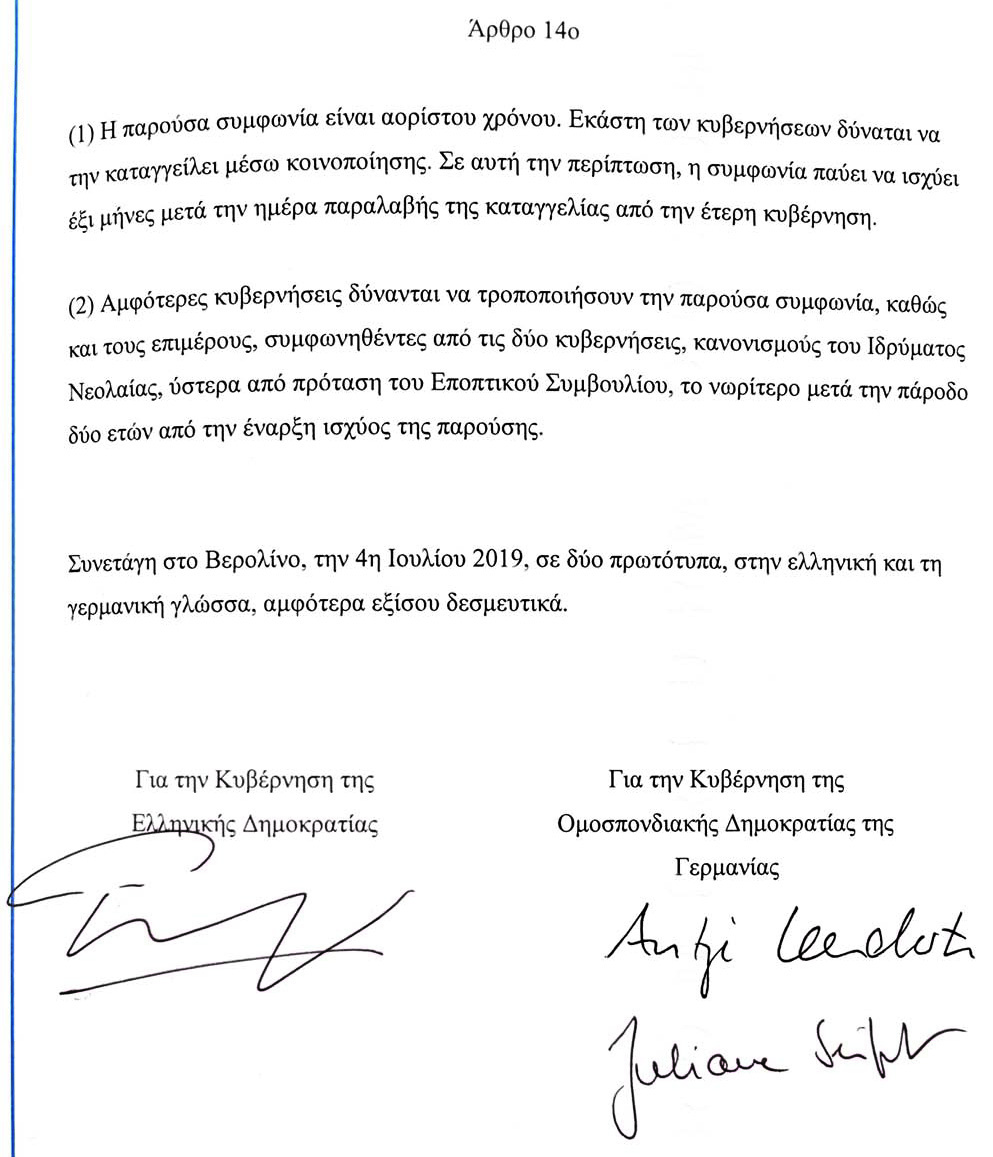 Άρθρο 14ο
(1) Η παρούσα συμφωνία είναι αορίστου χρόνου. Εκάστη των κυβερνήσεων δύναται να
την καταγγείλει μέσω κοινοποίησης. Σε αυτή την περίπτωση, η συμφωνία παύει να ισχύει
έξι μήνες μετά την ημέρα παραλαβής της καταγγελίας από την έτερη κυβέρνηση.
(2) Αμφότερες κυβερνήσεις δύνανται να τροποποιήσουν την παρούσα συμφωνία, καθώς
και τους επιμέρους, συμφωνηθέντες από τις δύο κυβερνήσεις, κανονισμούς του Ιδρύματος
Νεολαίας, ύστερα από πρόταση του Εποπτικού Συμβουλίου, το νωρίτερο μετά την πάροδο
δύο ετών από την έναρξη ισχύος της παρούσης.
Συνετάγη στο Βερολίνο, την 4η Ιουλίου 2019, σε δύο πρωτότυπα, στην ελληνική και τη
γερμανική γλώσσα, αμφότερα εξίσου δεσμευτικά.
Για την Κυβέρνηση της
Ελληνικής Δημοκρατίας
Για την Κυβέρνηση της
Ομοσπονδιακής Δημοκρατίας της
Γερμανίας
Juliane